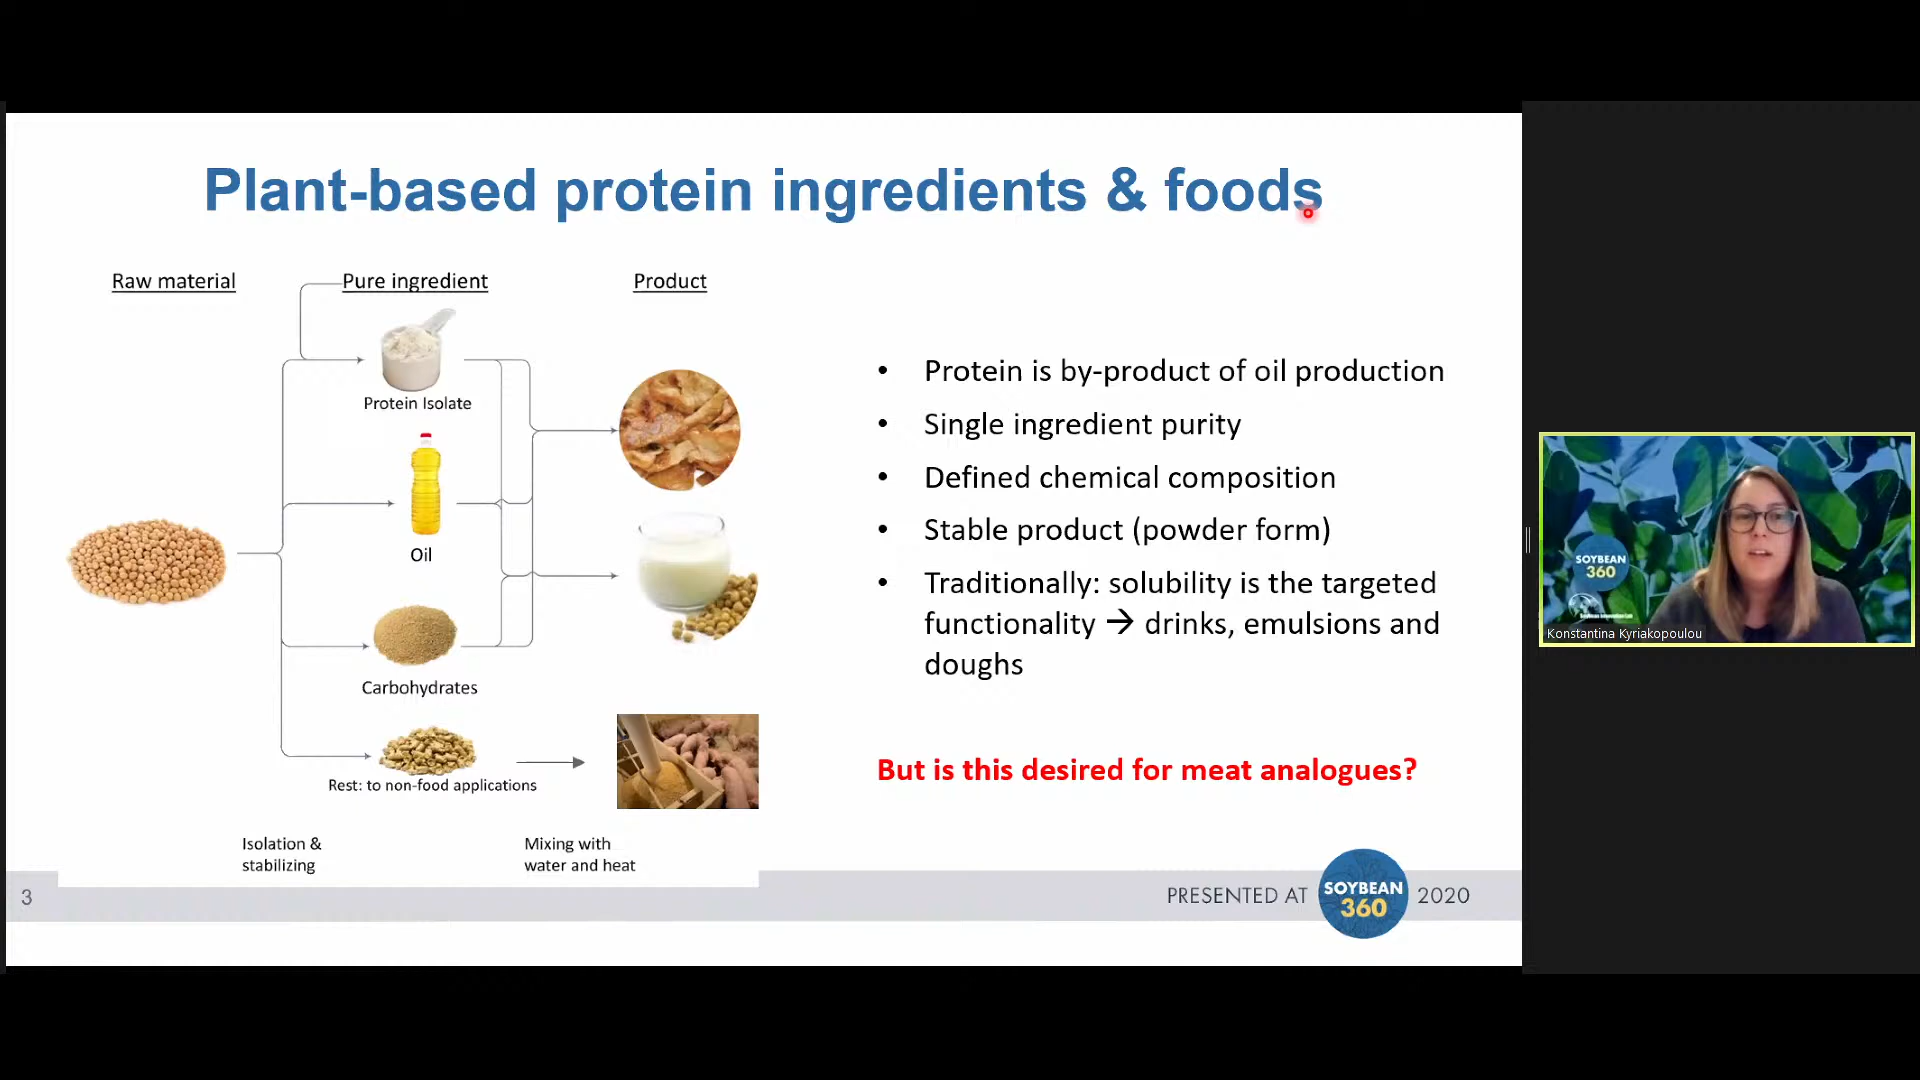 Plant-based protein ingredients & foods
Raw material
Pure ingredient
Product
Protein Isolate
Oil
Carbohydrates
Rest: to non-food applications
Isolation &
stabilizing
Mixing with
water and heat
• Protein is by-product of oil production
• Single ingredient purity
• Defined chemical composition
• Stable product (powder form)
• Traditionally: solubility is the targeted
functionality → drinks, emulsions and
doughs
But is this desired for meat analogues?
3
PRESENTED AT
SOYBEAN
360
2020
SOYBEAN
360
Konstantina Kyriakopoulou